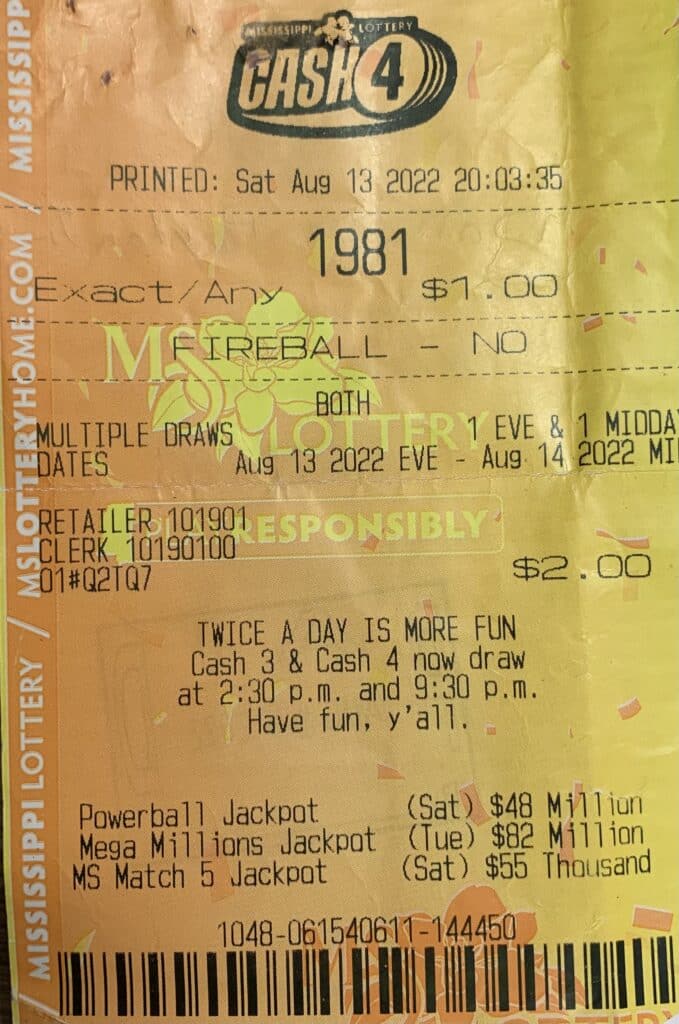 MISSISSIPPI LOTTERY
CASH 4
PRINTED: Sat Aug 13 2022 20:03:35
1981
Exact/Any $1.00
FIREBALL - NO
MS LOTTERY
BOTH
MULTIPLE DRAWS 1 EVE & 1 MIDDA
DATES Aug 13 2022 EVE - Aug 14 2022 MI
RESPONSIBLY
RETAILER 101901
CLERK 10190100
01#Q2TQ7
$2.00
TWICE A DAY IS MORE FUN
Cash 3 & Cash 4 now draw
at 2:30 p.m. and 9:30 p.m.
Have fun, y'all.
Powerball Jackpot (Sat) $48 Million
Mega Millions Jackpot (Tue) $82 Million
MS Match 5 Jackpot (Sat) $55 Thousand
1048-061540611-144450
MISSISSIPPI LOTTERY / MSLOTTERYHOME.COM / MISSISSIPP